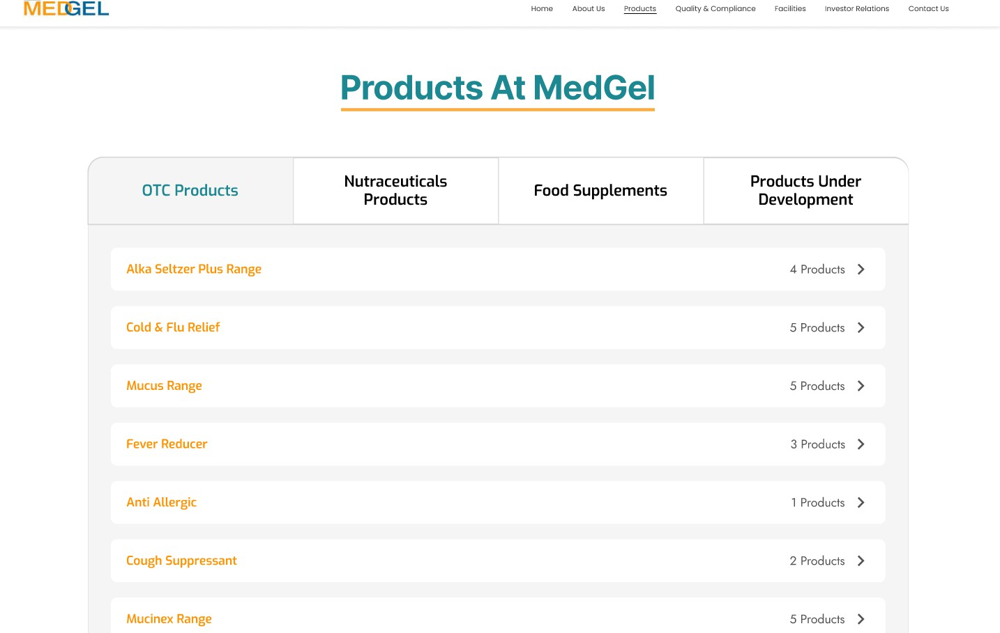 MEDGEL
Home About Us Products Quality & Compliance Facilities Investor Relations Contact Us
Products At MedGel
OTC Products
Nutraceuticals
Products
Food Supplements
Products Under
Development
Alka Seltzer Plus Range 4 Products
Cold & Flu Relief 5 Products
Mucus Range 5 Products
Fever Reducer 3 Products
Anti Allergic 1 Products
Cough Suppressant 2 Products
Mucinex Range 5 Products